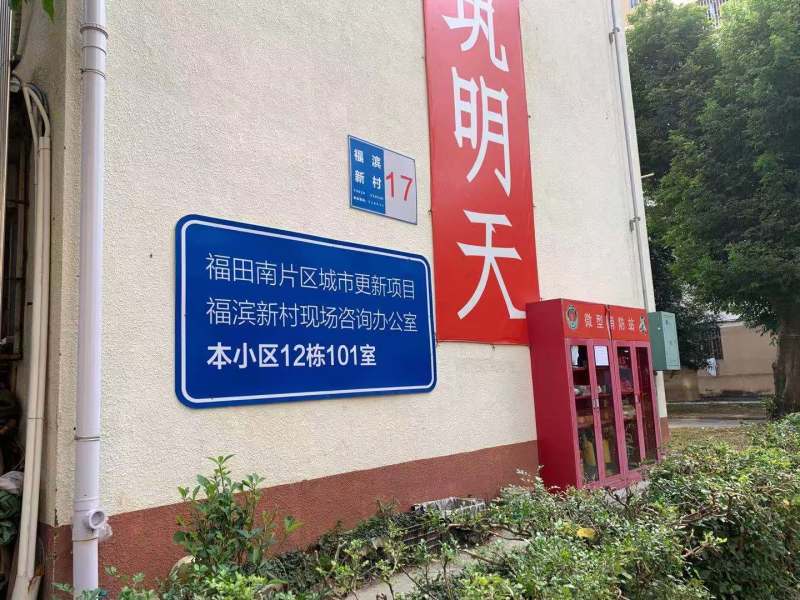 筑明天
福滨
新村
17
福田南片区城市更新项目
福滨新村现场咨询办公室
本小区12栋101室
微型消防站